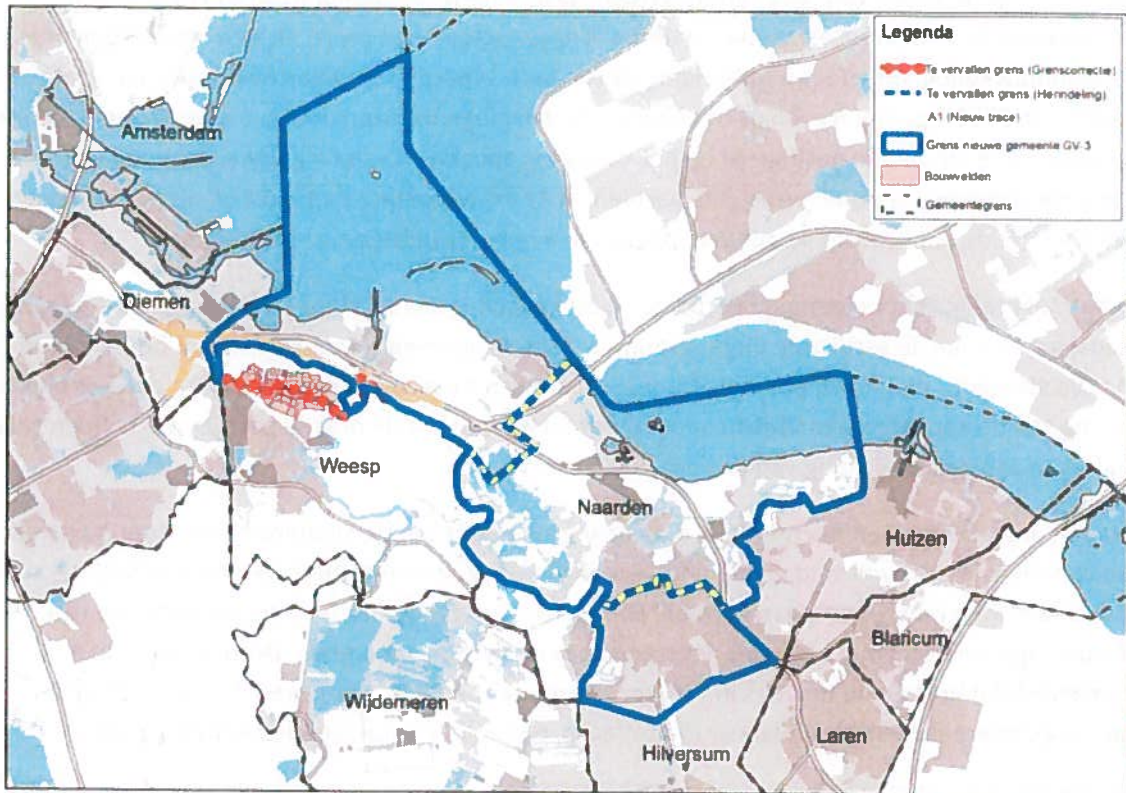 Legenda
Te vervallen grens (Grenscorrectie)
Te vervallen grens (Herindeling)
A1 (Nieuw trace)
Grens nieuwe gemeente GV-3
Bouwvelden
Gemeentegrens
Amsterdam
Diemen
Weesp
Naarden
Huizen
Blaricum
Wijdemeren
Laren
Hilversum